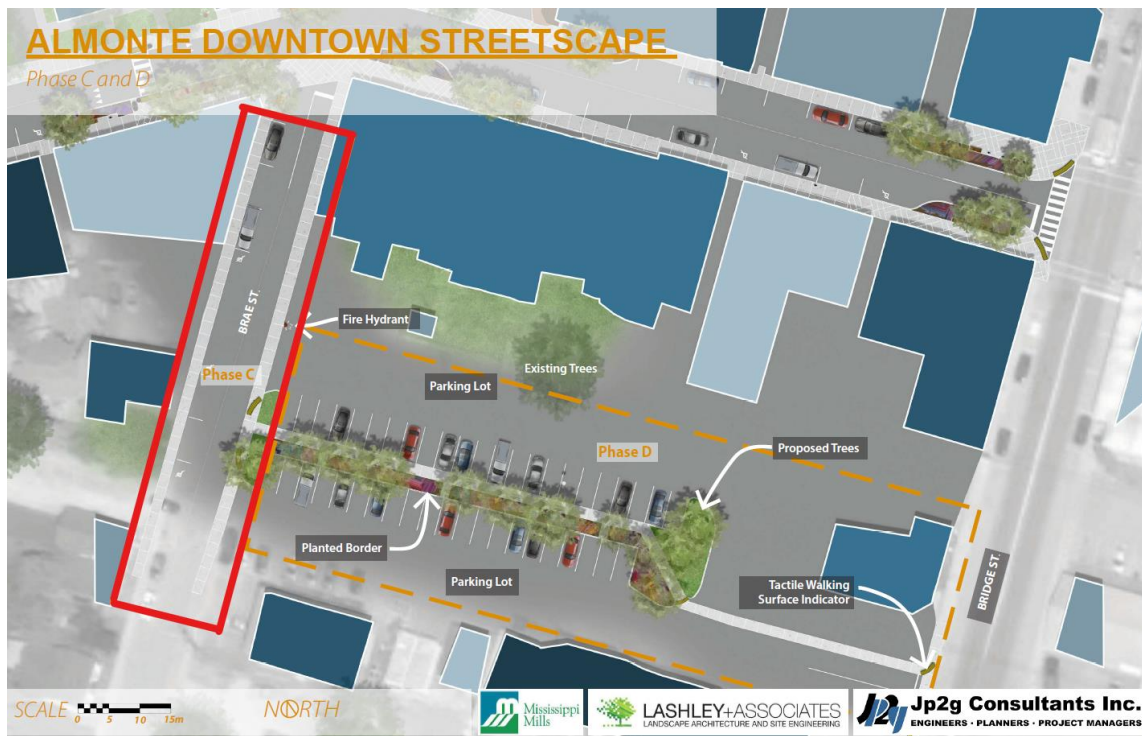 ALMONTE DOWNTOWN STREETSCAPE
Phase C and D
Fire Hydrant
BRAE ST.
Existing Trees
Phase C
Parking Lot
Phase D
Proposed Trees
Planted Border
Parking Lot
Tactile Walking
Surface Indicator
BRIDGE ST.
SCALE 0 5 10 15m
NORTH
Mississippi
Mills
LASHLEY+ASSOCIATES
LANDSCAPE ARCHITECTURE AND SITE ENGINEERING
Jp2g Consultants Inc.
ENGINEERS · PLANNERS · PROJECT MANAGERS